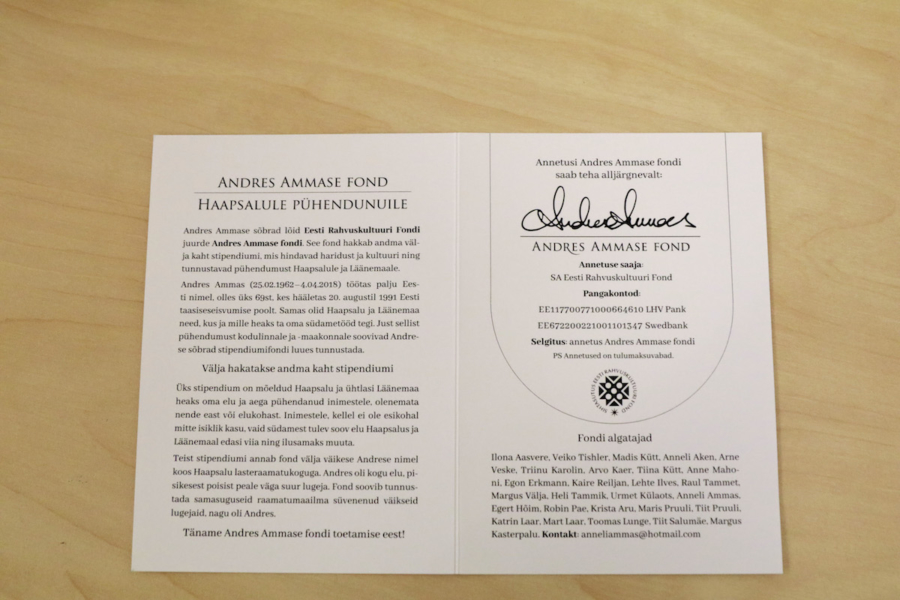 ANDRES AMMASE FOND
HAAPSALULE PÜHENDUNUILE
Andres Ammase sõbrad lõid Eesti Rahvuskultuuri Fondi
juurde Andres Ammase fondi. See fond hakkab andma väl-
ja kaht stipendiumi, mis hindavad haridust ja kultuuri ning
tunnustavad pühendumust Haapsalule ja Läänemaale.
Andres Ammas (25.02.1962–4.04.2018) töötas palju Ees-
ti nimel, olles üks 69st, kes hääletas 20. augustil 1991 Eesti
taasiseseisvumise poolt. Samas olid Haapsalu ja Läänemaa
need, kus ja mille heaks ta oma südametööd tegi. Just sellist
pühendumust kodulinnale ja -maakonnale soovivad Andre-
se sõbrad stipendiumifondi luues tunnustada.
Välja hakatakse andma kaht stipendiumi
Üks stipendium on mõeldud Haapsalu ja ühtlasi Läänemaa
heaks oma elu ja aega pühendanud inimestele, olenemata
nende east või elukohast. Inimestele, kellel ei ole esikohal
mitte isiklik kasu, vaid südamest tulev soov elu Haapsalus ja
Läänemaal edasi viia ning ilusamaks muuta.
Teist stipendiumi annab fond välja väikese Andrese nimel
koos Haapsalu lasteraamatukoguga. Andres oli kogu elu, pi-
sikesest poisist peale väga suur lugeja. Fond soovib tunnus-
tada samasuguseid raamatumaailma süvenenud väikseid
lugejaid, nagu oli Andres.
Täname Andres Ammase fondi toetamise eest!
Annetusi Andres Ammase fondi
saab teha alljärgnevalt:
Andres Ammas
ANDRES AMMASE FOND
Annetuse saaja:
SA Eesti Rahvuskultuuri Fond
Pangakontod:
EE117700771000664610 LHV Pank
EE672200221001101347 Swedbank
Selgitus: annetus Andres Ammase fondi
PS Annetused on tulumaksuvabad.
SIHTASUTUS EESTI RAHVUSKULTUURI FOND
Fondi algatajad
Ilona Aasvere, Veiko Tishler, Madis Kütt, Anneli Aken, Arne
Veske, Triinu Karolin, Arvo Kaer, Tiina Kütt, Anne Maho-
ni, Egon Erkmann, Kaire Reiljan, Lehte Ilves, Raul Tammet,
Margus Välja, Heli Tammik, Urmet Külaots, Anneli Ammas,
Egert Hõim, Robin Pae, Krista Aru, Maris Pruuli, Tiit Pruuli,
Katrin Laar, Mart Laar, Toomas Lunge, Tiit Salumäe, Margus
Kasterpalu. Kontakt: anneliammas@hotmail.com